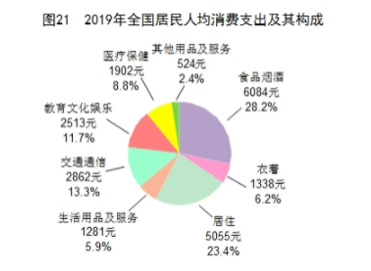 图21 2019年全国居民人均消费支出及其构成
其他用品及服务
524元
2.4%
食品烟酒
6084元
28.2%
衣着
1338元
6.2%
居住
5055元
23.4%
生活用品及服务
1281元
5.9%
交通通信
2862元
13.3%
教育文化娱乐
2513元
11.7%
医疗保健
1902元
8.8%